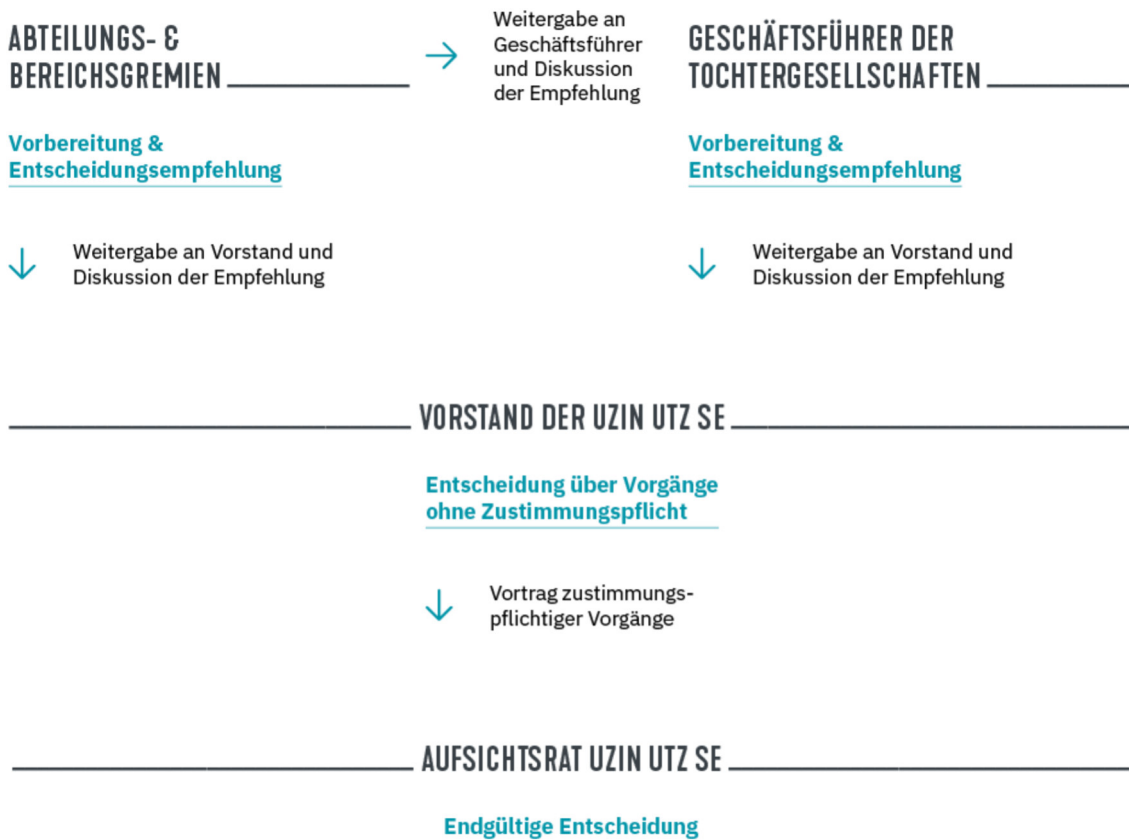 ABTEILUNGS- &
BEREICHSGREMIEN
Vorbereitung &
Entscheidungsempfehlung
Weitergabe an Vorstand und
Diskussion der Empfehlung
Weitergabe an
Geschäftsführer
und Diskussion
der Empfehlung
GESCHÄFTSFÜHRER DER
TOCHTERGESELLSCHAFTEN
Vorbereitung &
Entscheidungsempfehlung
Weitergabe an Vorstand und
Diskussion der Empfehlung
VORSTAND DER UZIN UTZ SE
Entscheidung über Vorgänge
ohne Zustimmungspflicht
Vortrag zustimmungs-
pflichtiger Vorgänge
AUFSICHTSRAT UZIN UTZ SE
Endgültige Entscheidung